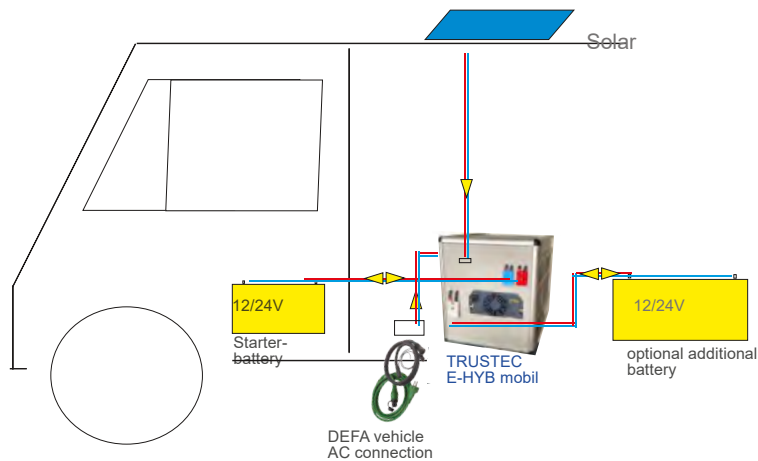 Solar
12/24V
Starter-
battery
12/24V
optional additional
battery
TRUSTEC
E-HYB mobil
DEFA vehicle
AC connection